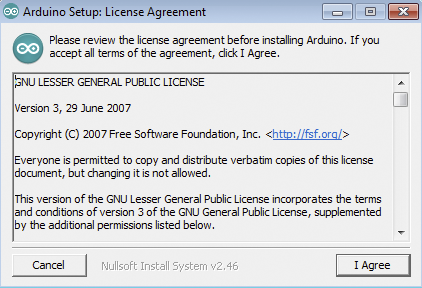 Arduino Setup: License Agreement
Please review the license agreement before installing Arduino. If you
accept all terms of the agreement, click I Agree.
GNU LESSER GENERAL PUBLIC LICENSE
Version 3, 29 June 2007
Copyright (C) 2007 Free Software Foundation, Inc. <http://fsf.org/>
Everyone is permitted to copy and distribute verbatim copies of this license
document, but changing it is not allowed.
This version of the GNU Lesser General Public License incorporates the terms
and conditions of version 3 of the GNU General Public License, supplemented
by the additional permissions listed below.
Cancel Nullsoft Install System v2.46 I Agree